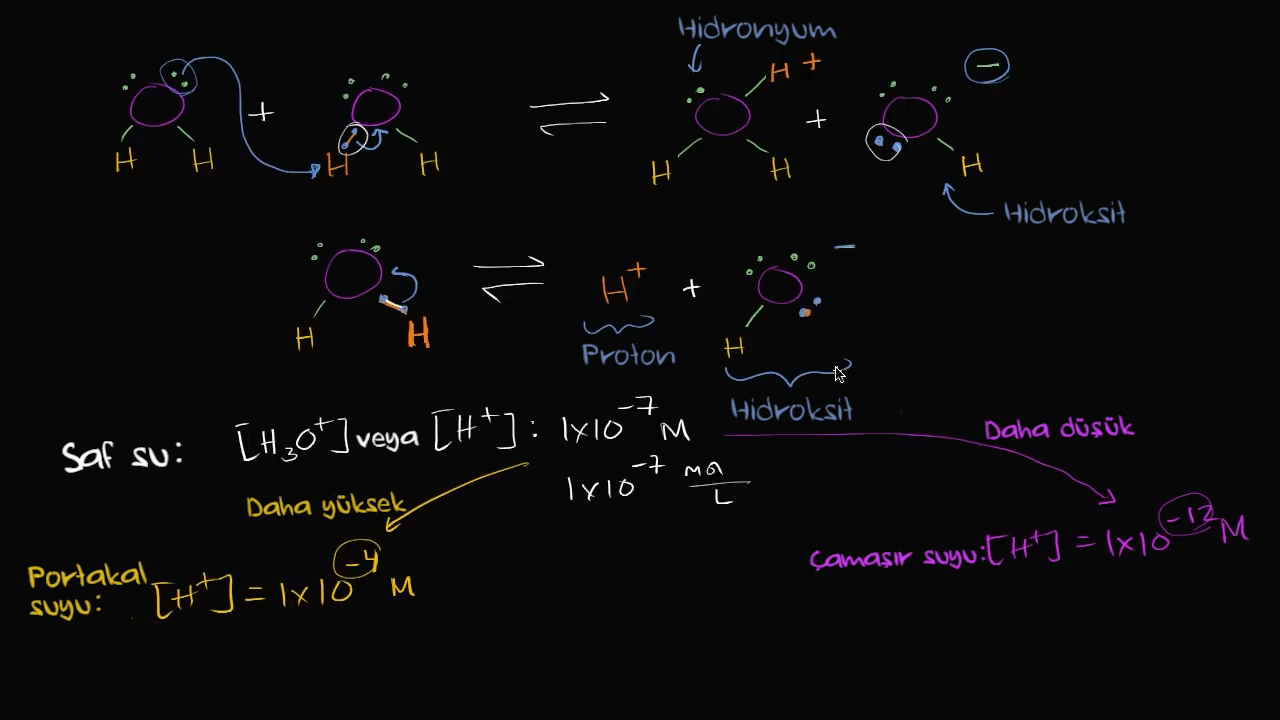 Hidronyum
H +
−
+
+
H H
H H
H H
H
Hidroksit
−
H⁺ +
H H
H
Proton
Hidroksit
Saf su: [H₃O⁺] veya [H⁺] : 1x10⁻⁷ M
Daha düşük
1x10⁻⁷ mol/L
Daha yüksek
Çamaşır suyu: [H⁺] = 1x10⁻¹² M
Portakal suyu: [H⁺] = 1x10⁻⁴ M